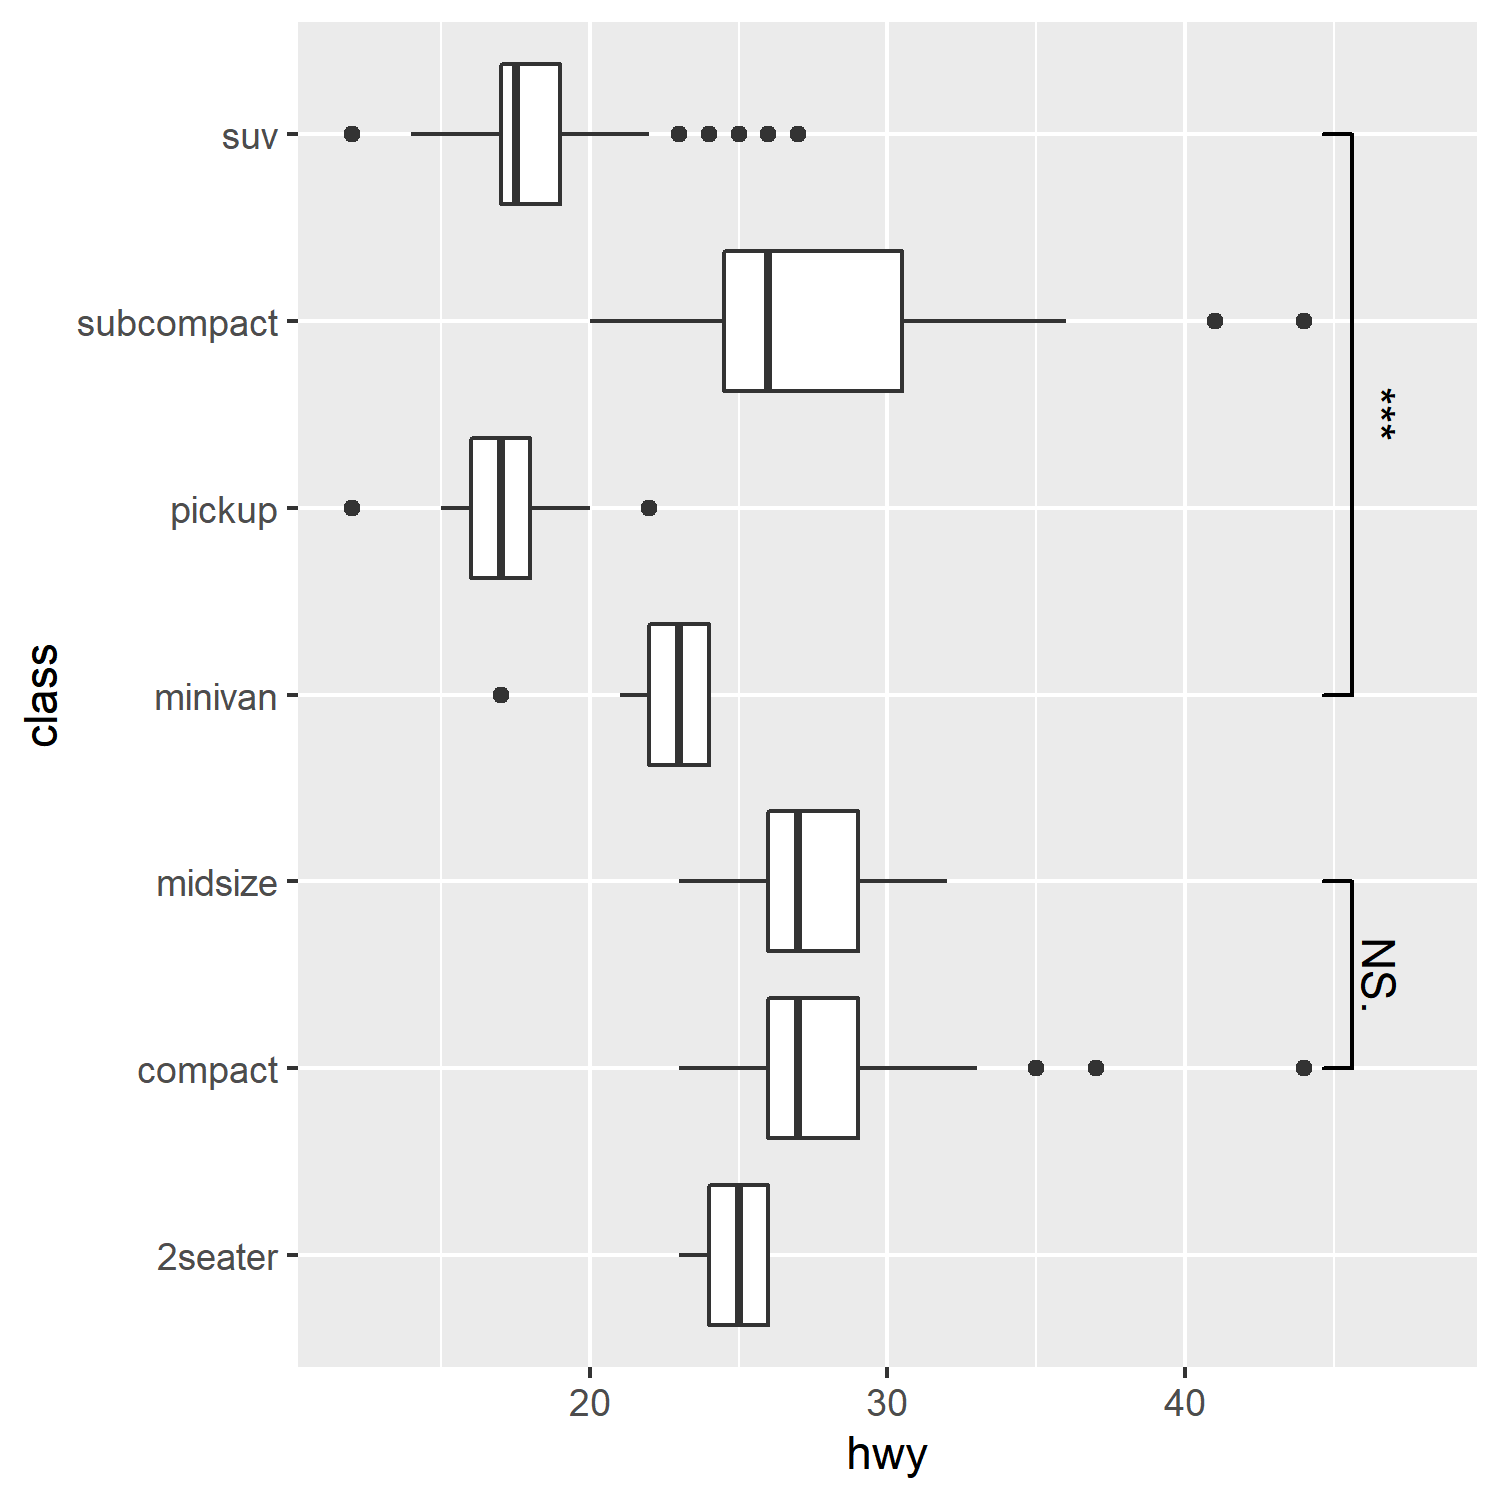 suv
subcompact
pickup
minivan
midsize
compact
2seater
class
***
NS.
20 30 40
hwy